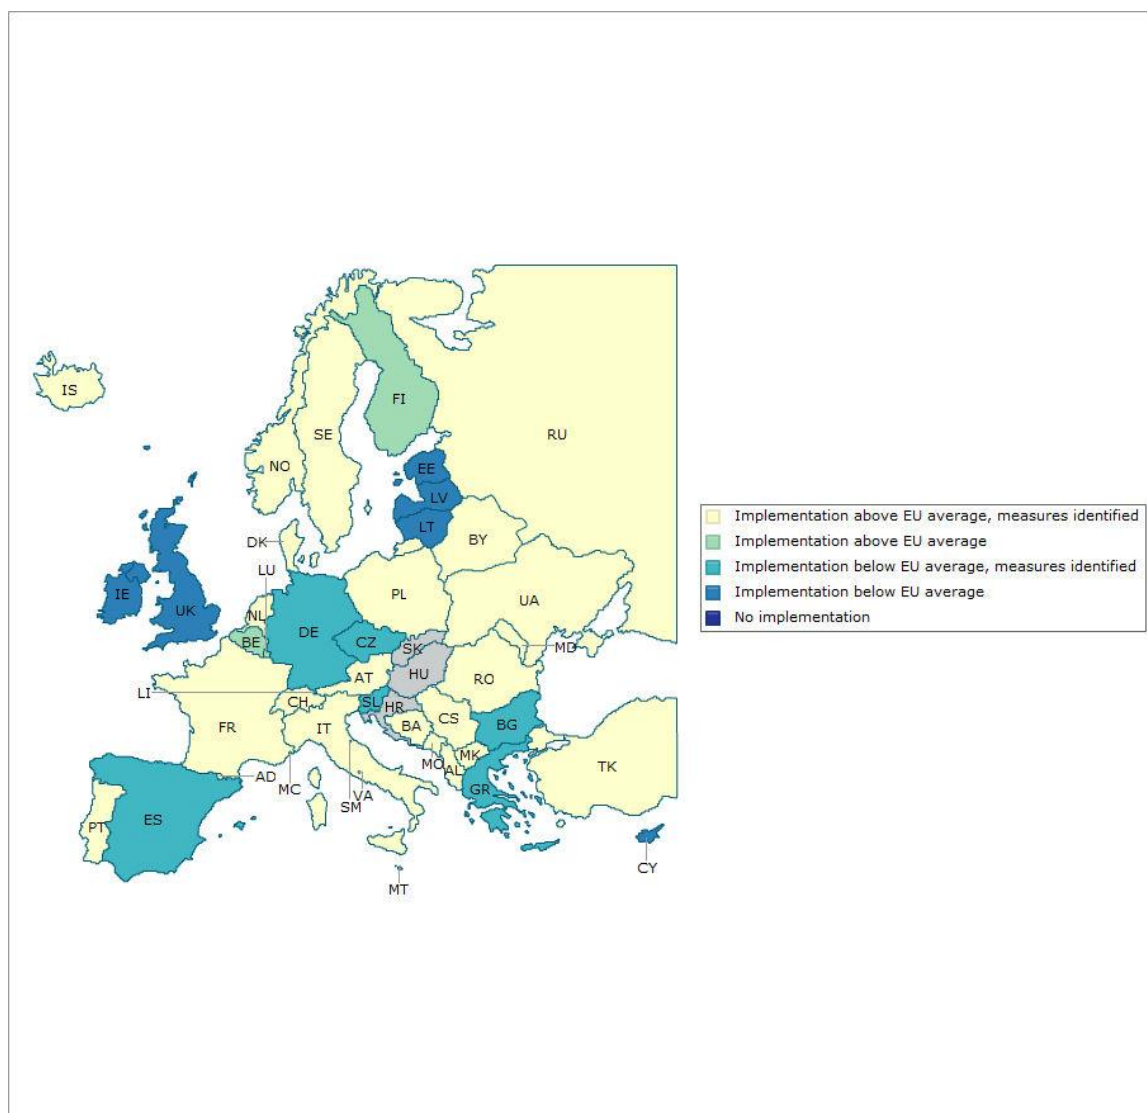 IS
FI
SE
RU
NO
EE
LV
LT
DK
BY
LU
IE
UK
PL
UA
NL
DE
BE
CZ
SK
MD
HU
AT
RO
LI
CH
SL
HR
CS
FR
IT
BA
BG
MK
MO
AL
TK
AD
MC
VA
SM
GR
ES
PT
CY
MT
Implementation above EU average, measures identified
Implementation above EU average
Implementation below EU average, measures identified
Implementation below EU average
No implementation